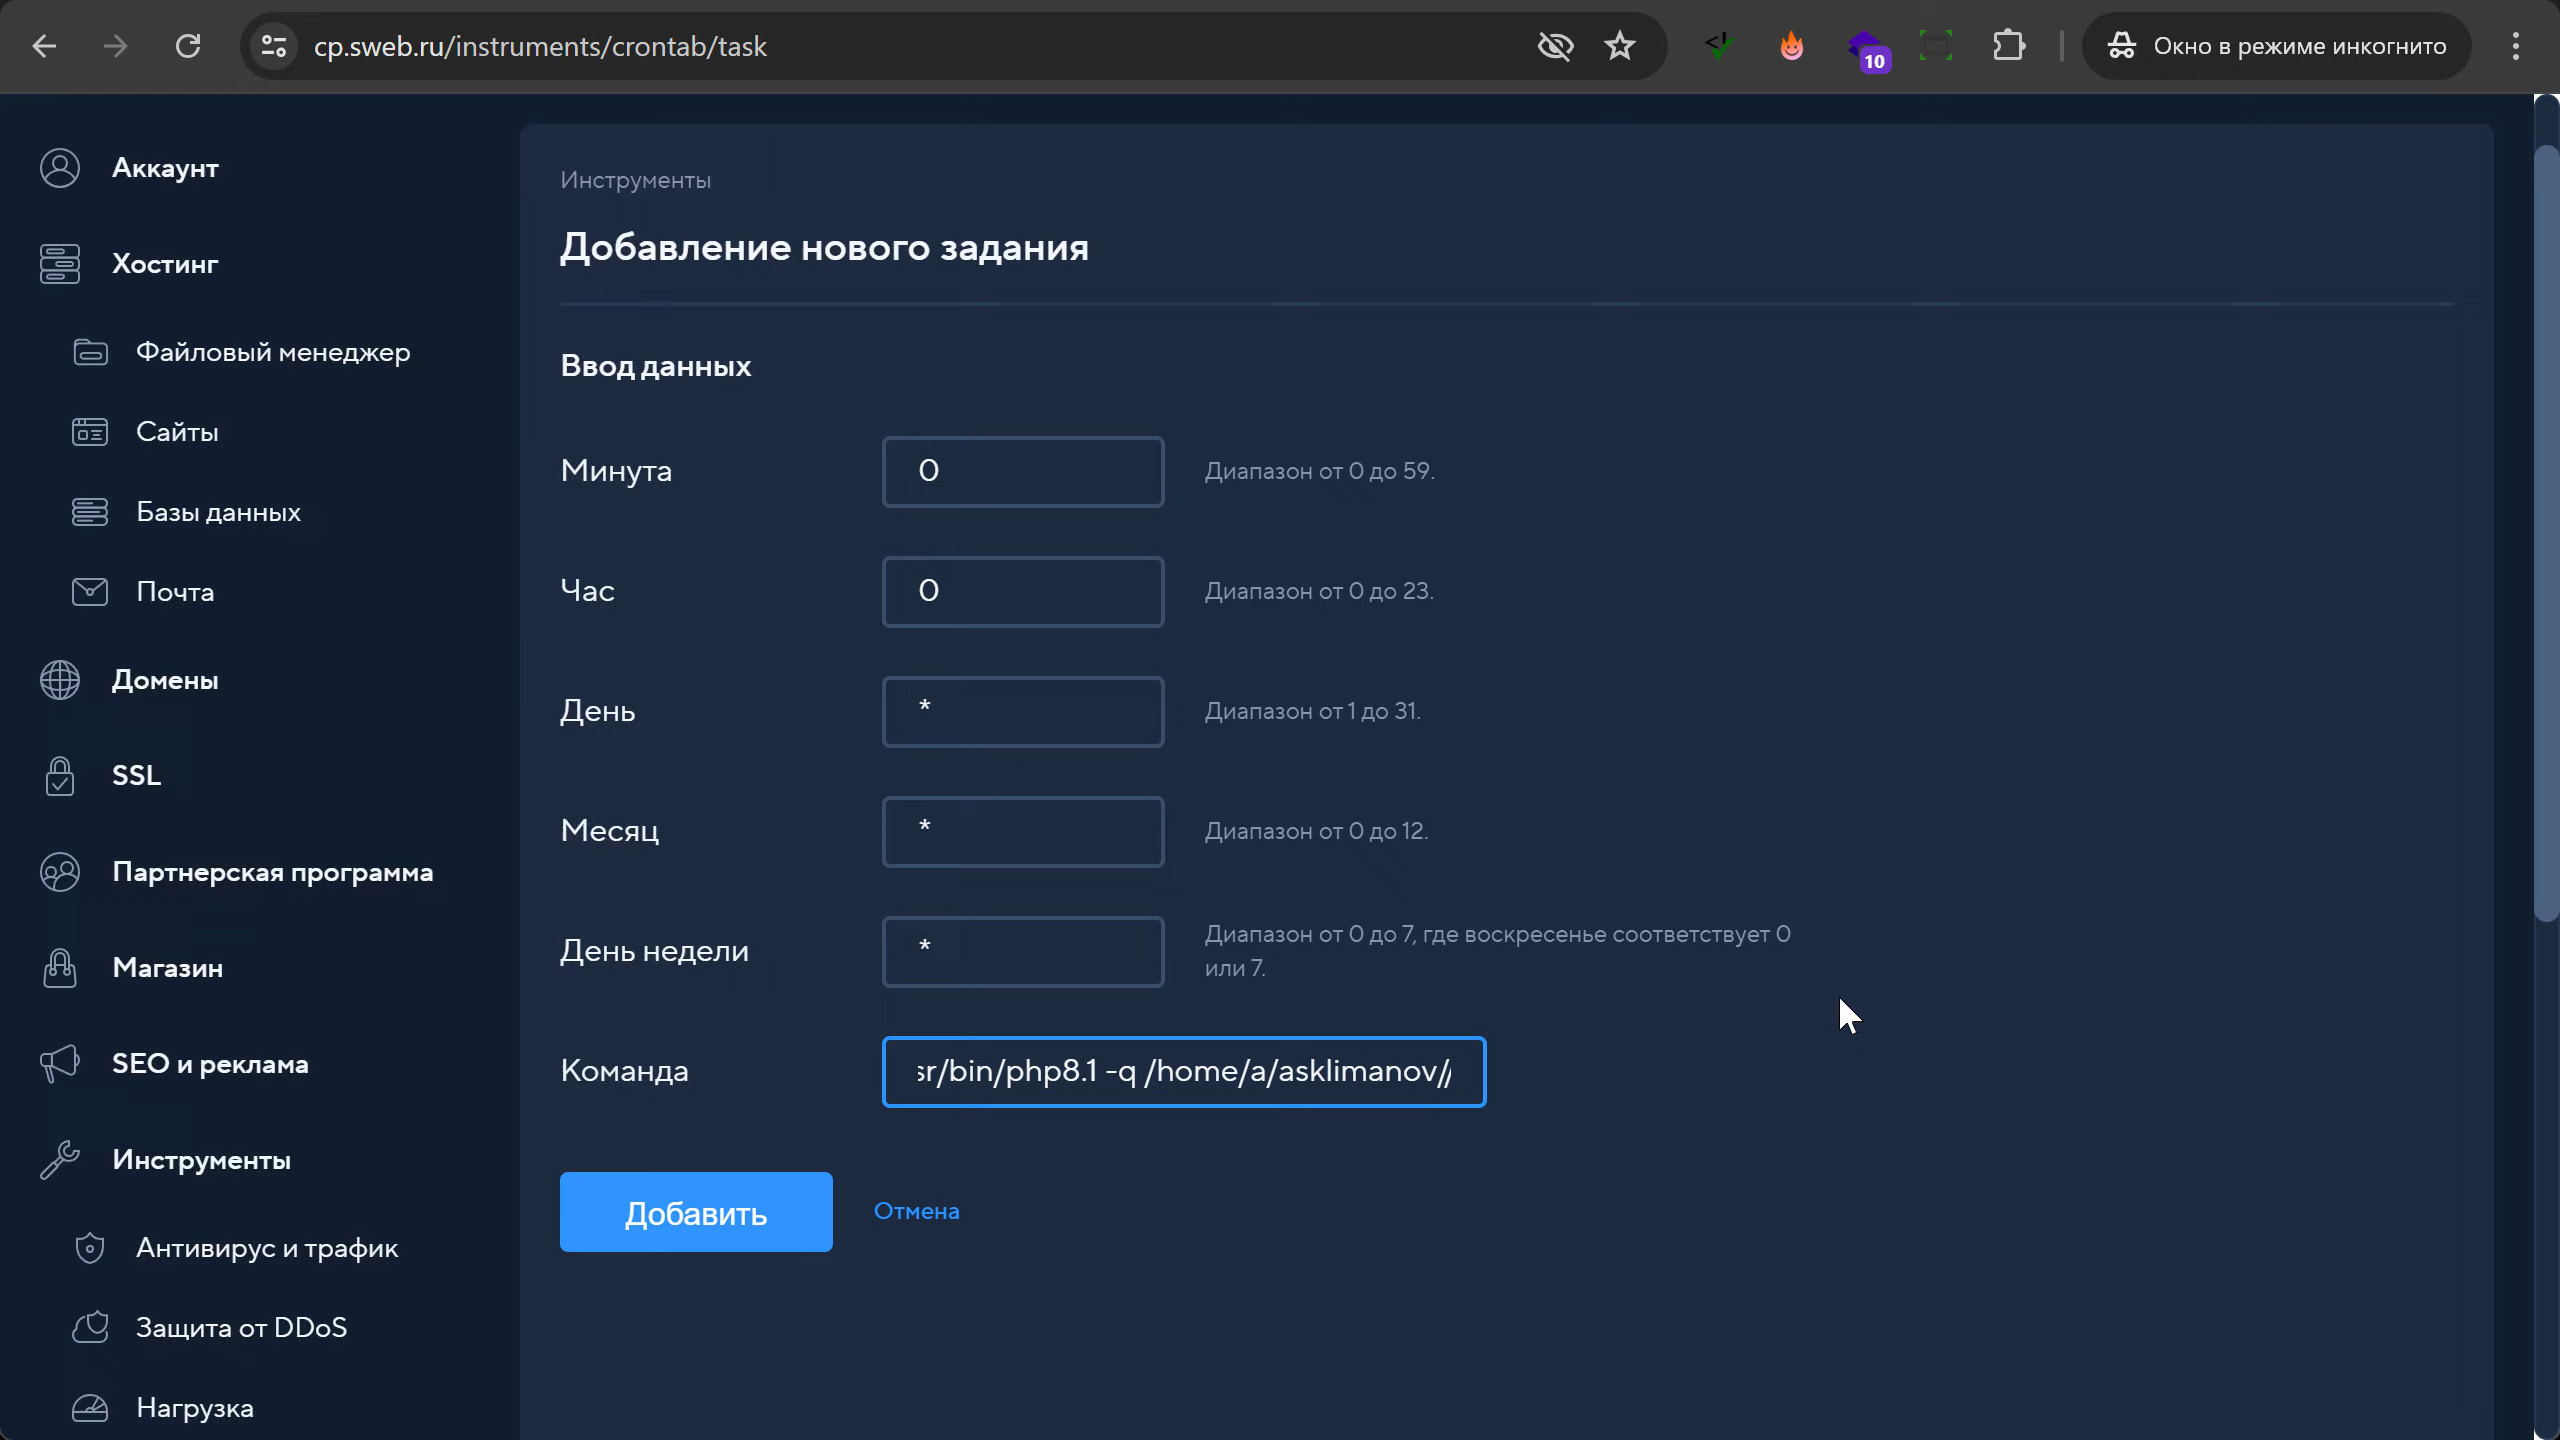 cp.sweb.ru/instruments/crontab/task
10
Окно в режиме инкогнито
Аккаунт
Хостинг
Файловый менеджер
Сайты
Базы данных
Почта
Домены
SSL
Партнерская программа
Магазин
SEO и реклама
Инструменты
Антивирус и трафик
Защита от DDoS
Нагрузка
Инструменты
Добавление нового задания
Ввод данных
Минута
0
Диапазон от 0 до 59.
Час
0
Диапазон от 0 до 23.
День
*
Диапазон от 1 до 31.
Месяц
*
Диапазон от 0 до 12.
День недели
*
Диапазон от 0 до 7, где воскресенье соответствует 0
или 7.
Команда
sr/bin/php8.1 -q /home/a/asklimanov//
Добавить
Отмена